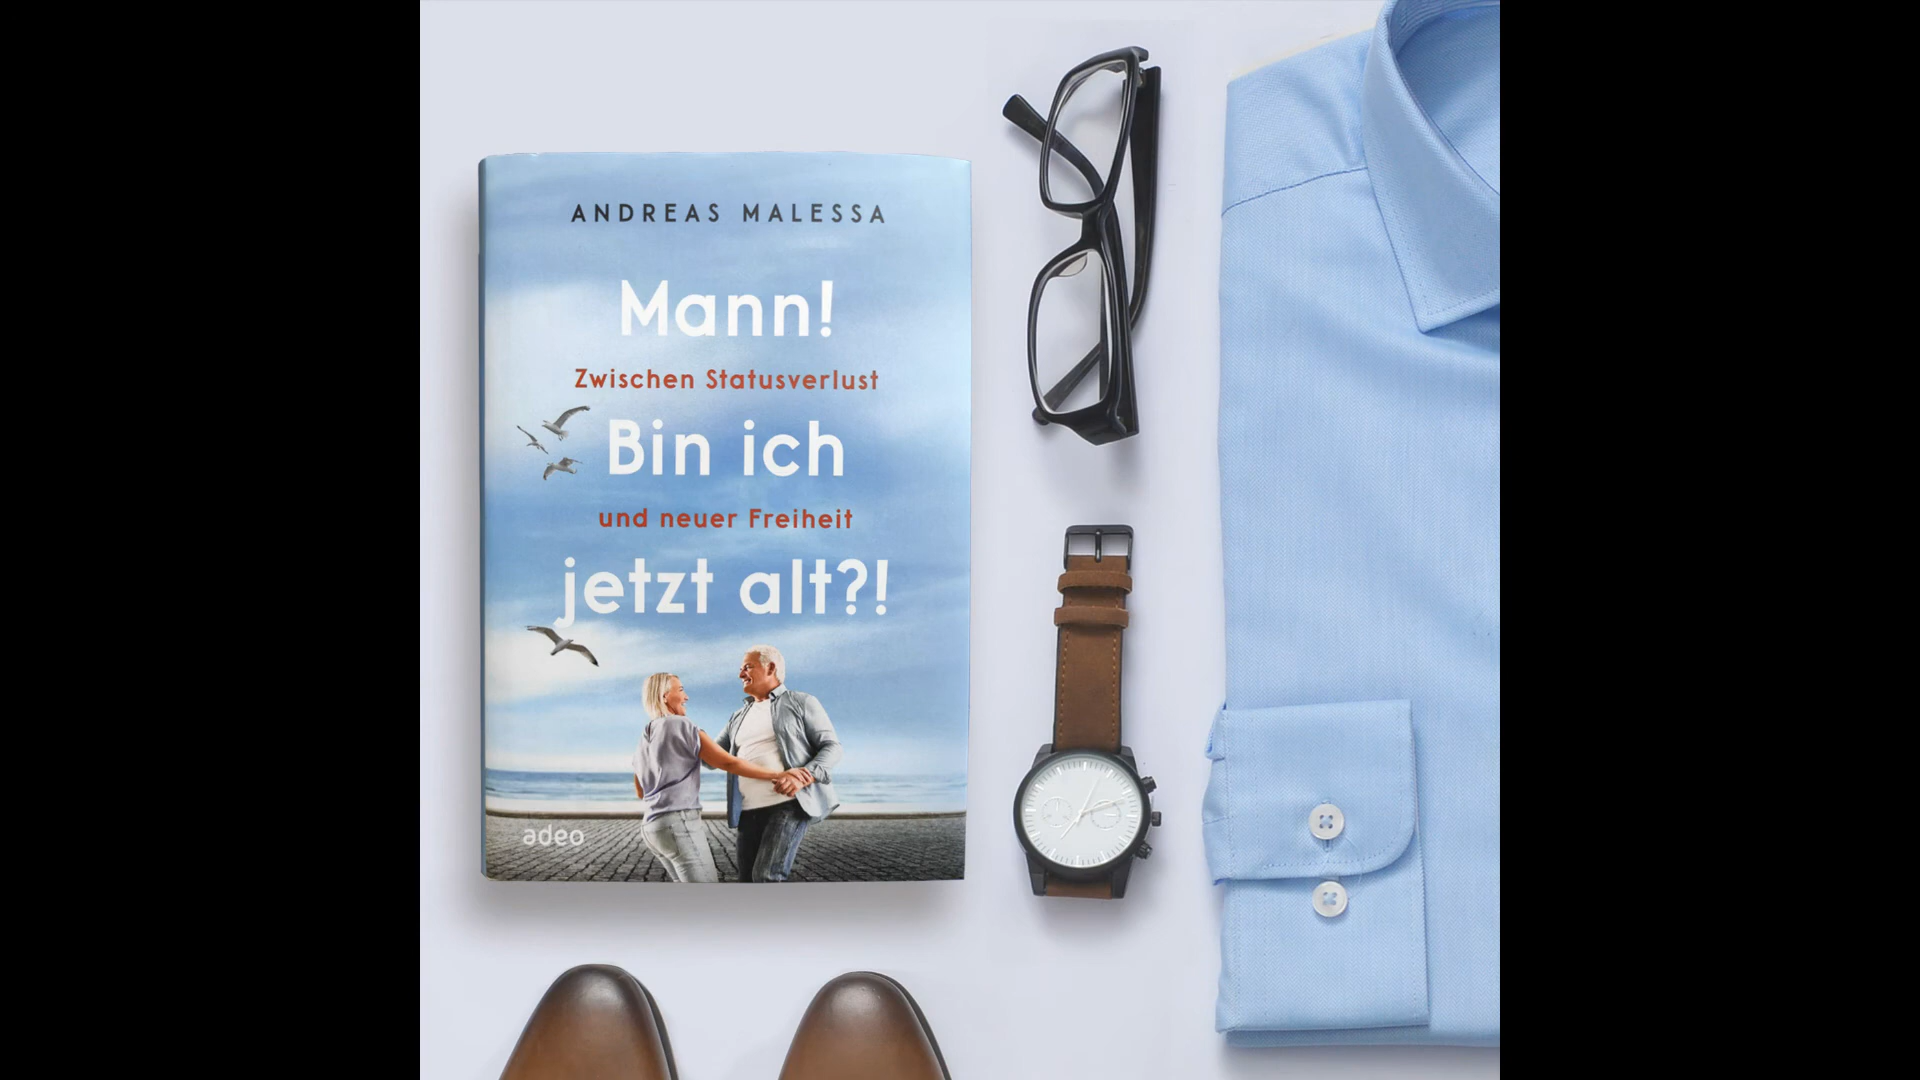 ANDREAS MALESSA
Mann!
Zwischen Statusverlust
Bin ich
und neuer Freiheit
jetzt alt?!
adeo